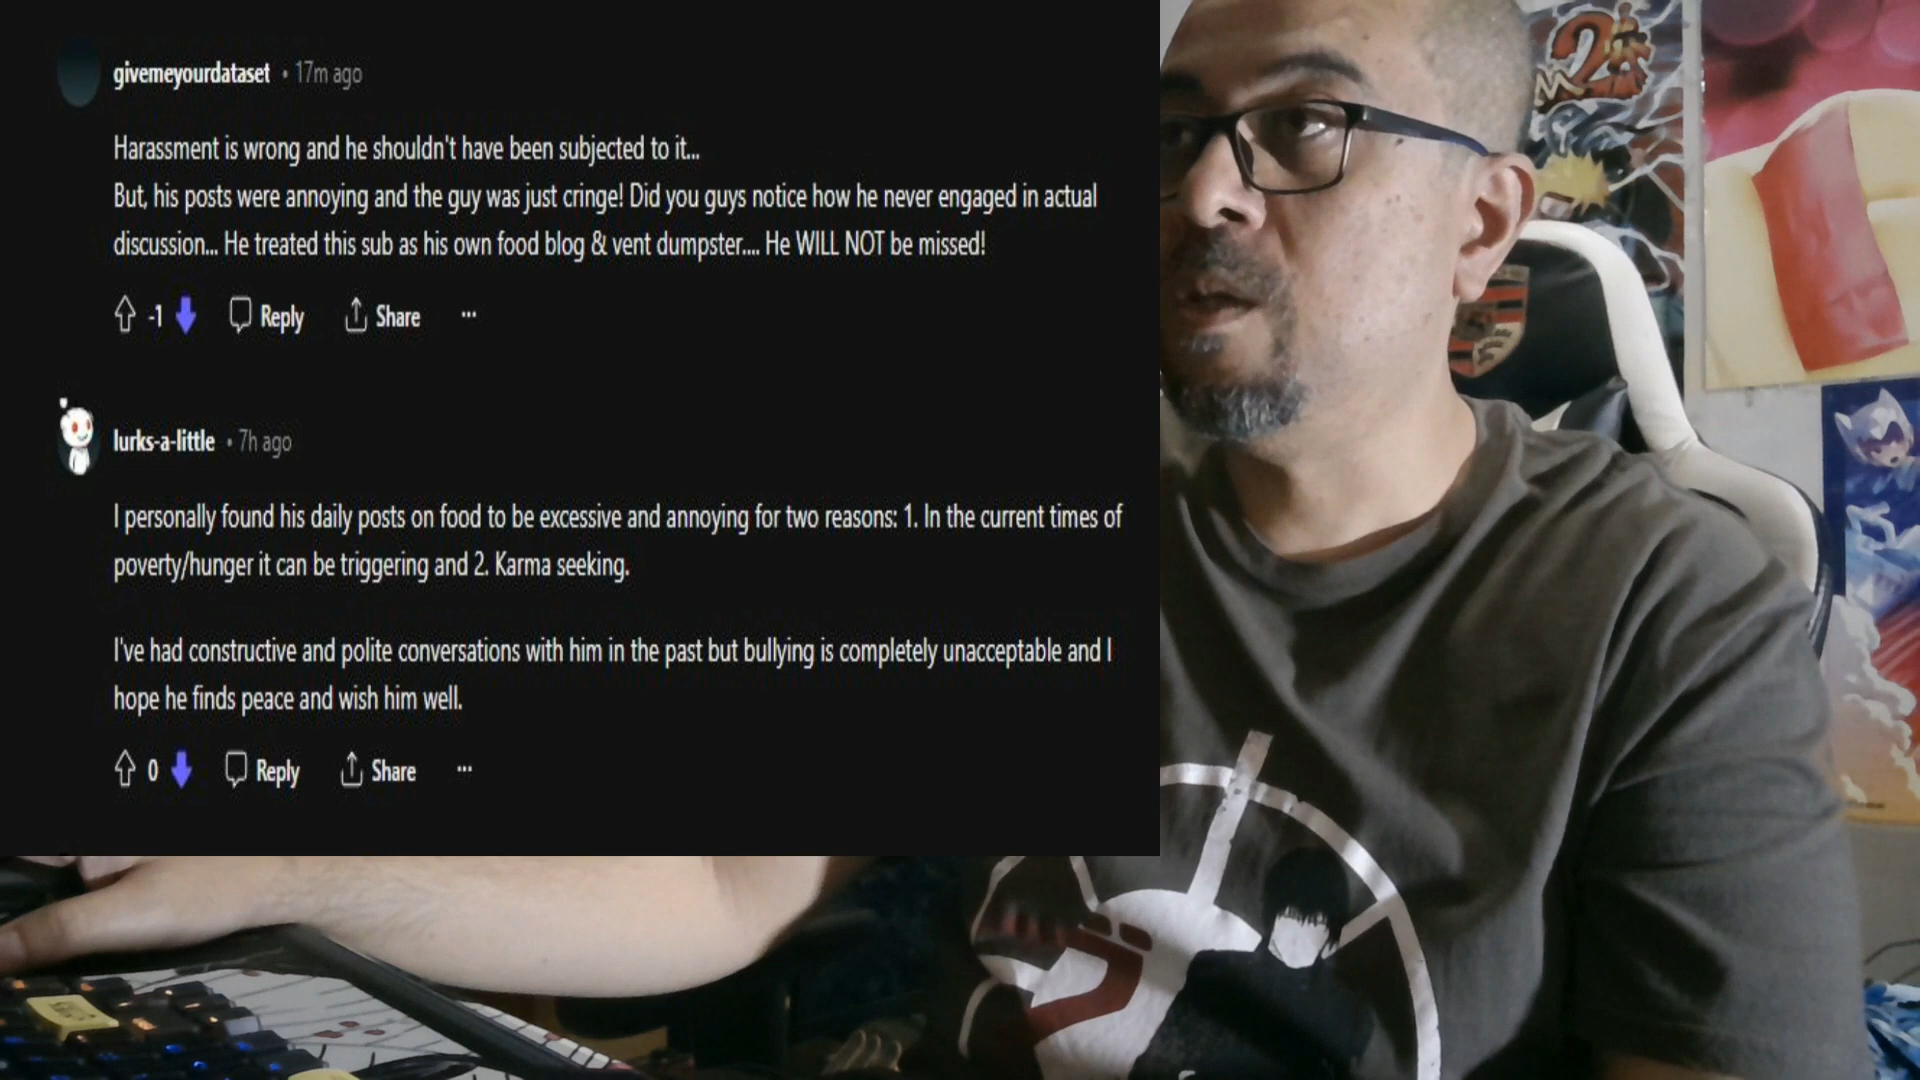 givemeyourdataset • 17m ago
Harassment is wrong and he shouldn't have been subjected to it...
But, his posts were annoying and the guy was just cringe! Did you guys notice how he never engaged in actual
discussion... He treated this sub as his own food blog & vent dumpster.... He WILL NOT be missed!
-1 Reply Share ...
lurks-a-little • 7h ago
I personally found his daily posts on food to be excessive and annoying for two reasons: 1. In the current times of
poverty/hunger it can be triggering and 2. Karma seeking.
I've had constructive and polite conversations with him in the past but bullying is completely unacceptable and I
hope he finds peace and wish him well.
0 Reply Share ...
2